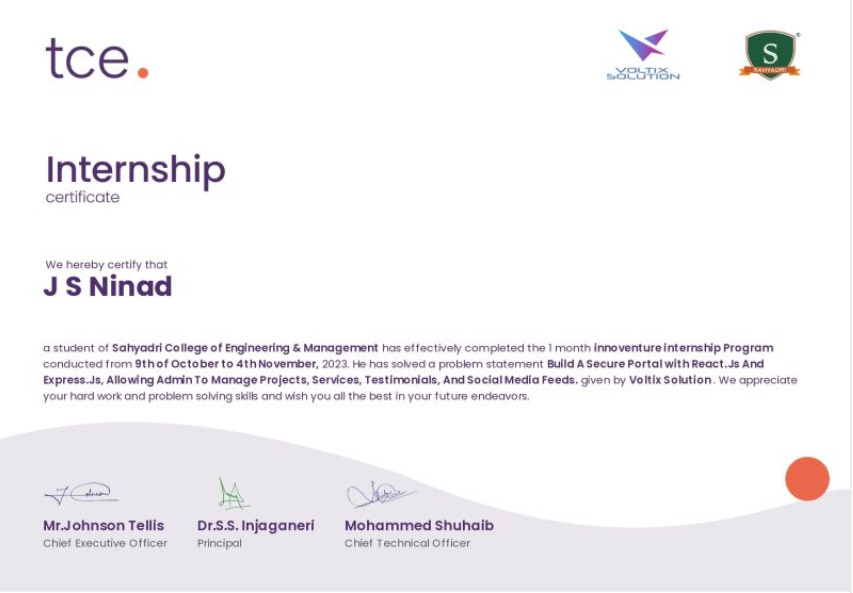 tce.
VOLTIX
SOLUTION
S
SAHYADRI
Internship
certificate
We hereby certify that
J S Ninad
a student of Sahyadri College of Engineering & Management has effectively completed the 1 month innoventure internship Program
conducted from 9th of October to 4th November, 2023. He has solved a problem statement Build A Secure Portal with React.Js And
Express.Js, Allowing Admin To Manage Projects, Services, Testimonials, And Social Media Feeds. given by Voltix Solution . We appreciate
your hard work and problem solving skills and wish you all the best in your future endeavors.
Mr.Johnson Tellis Dr.S.S. Injaganeri Mohammed Shuhaib
Chief Executive Officer Principal Chief Technical Officer